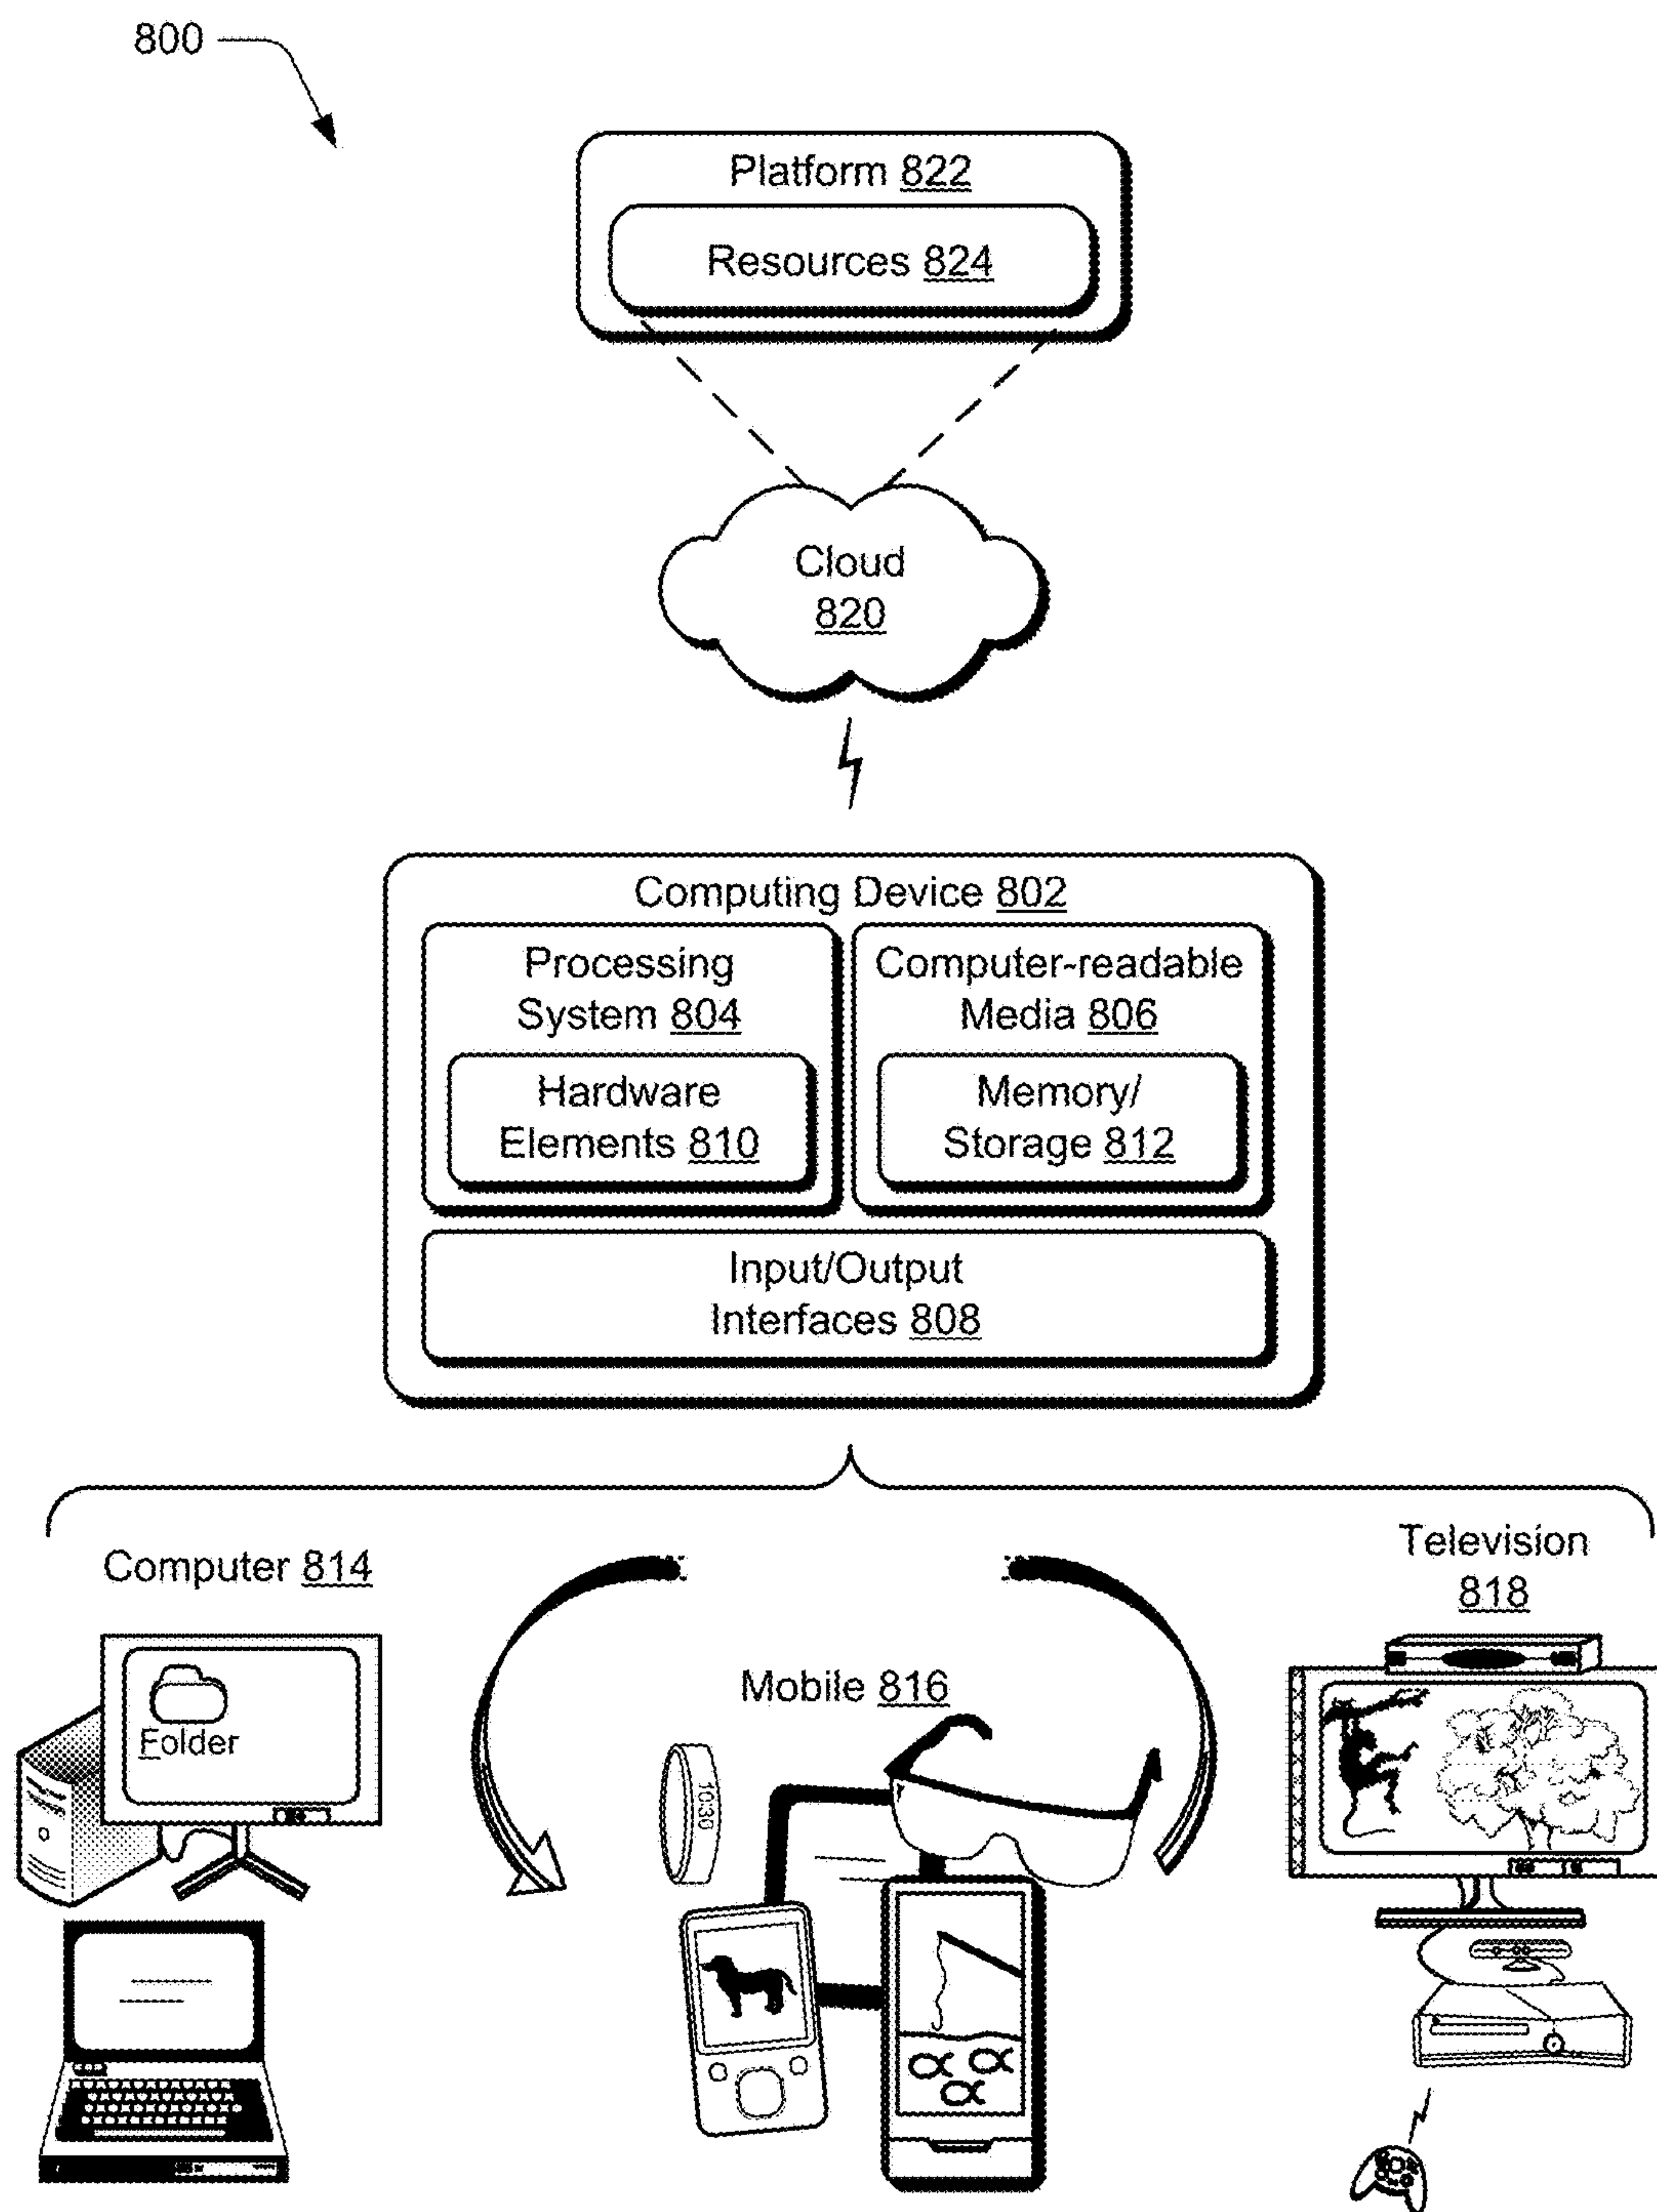 800
Platform 822
Resources 824
Cloud
820
Computing Device 802
Processing
System 804
Computer-readable
Media 806
Hardware
Elements 810
Memory/
Storage 812
Input/Output
Interfaces 808
Computer 814
Television
818
Mobile 816
Folder
10:30